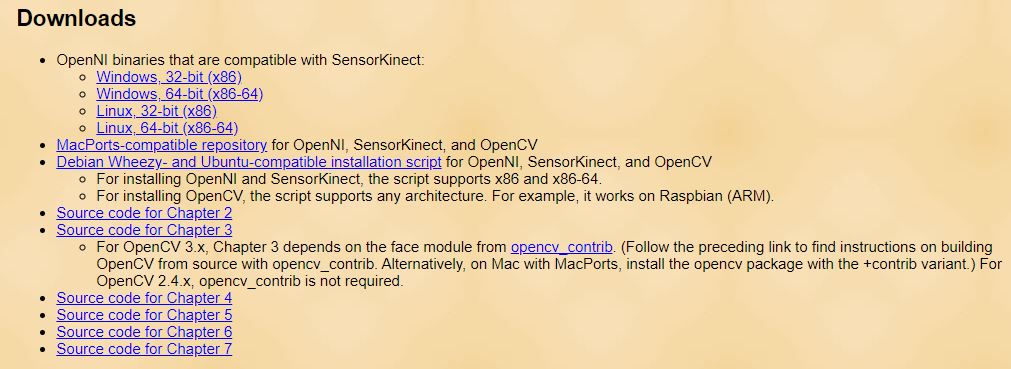 Downloads
OpenNI binaries that are compatible with SensorKinect:
Windows, 32-bit (x86)
Windows, 64-bit (x86-64)
Linux, 32-bit (x86)
Linux, 64-bit (x86-64)
MacPorts-compatible repository for OpenNI, SensorKinect, and OpenCV
Debian Wheezy- and Ubuntu-compatible installation script for OpenNI, SensorKinect, and OpenCV
For installing OpenNI and SensorKinect, the script supports x86 and x86-64.
For installing OpenCV, the script supports any architecture. For example, it works on Raspbian (ARM).
Source code for Chapter 2
Source code for Chapter 3
For OpenCV 3.x, Chapter 3 depends on the face module from opencv_contrib. (Follow the preceding link to find instructions on building
OpenCV from source with opencv_contrib. Alternatively, on Mac with MacPorts, install the opencv package with the +contrib variant.) For
OpenCV 2.4.x, opencv_contrib is not required.
Source code for Chapter 4
Source code for Chapter 5
Source code for Chapter 6
Source code for Chapter 7